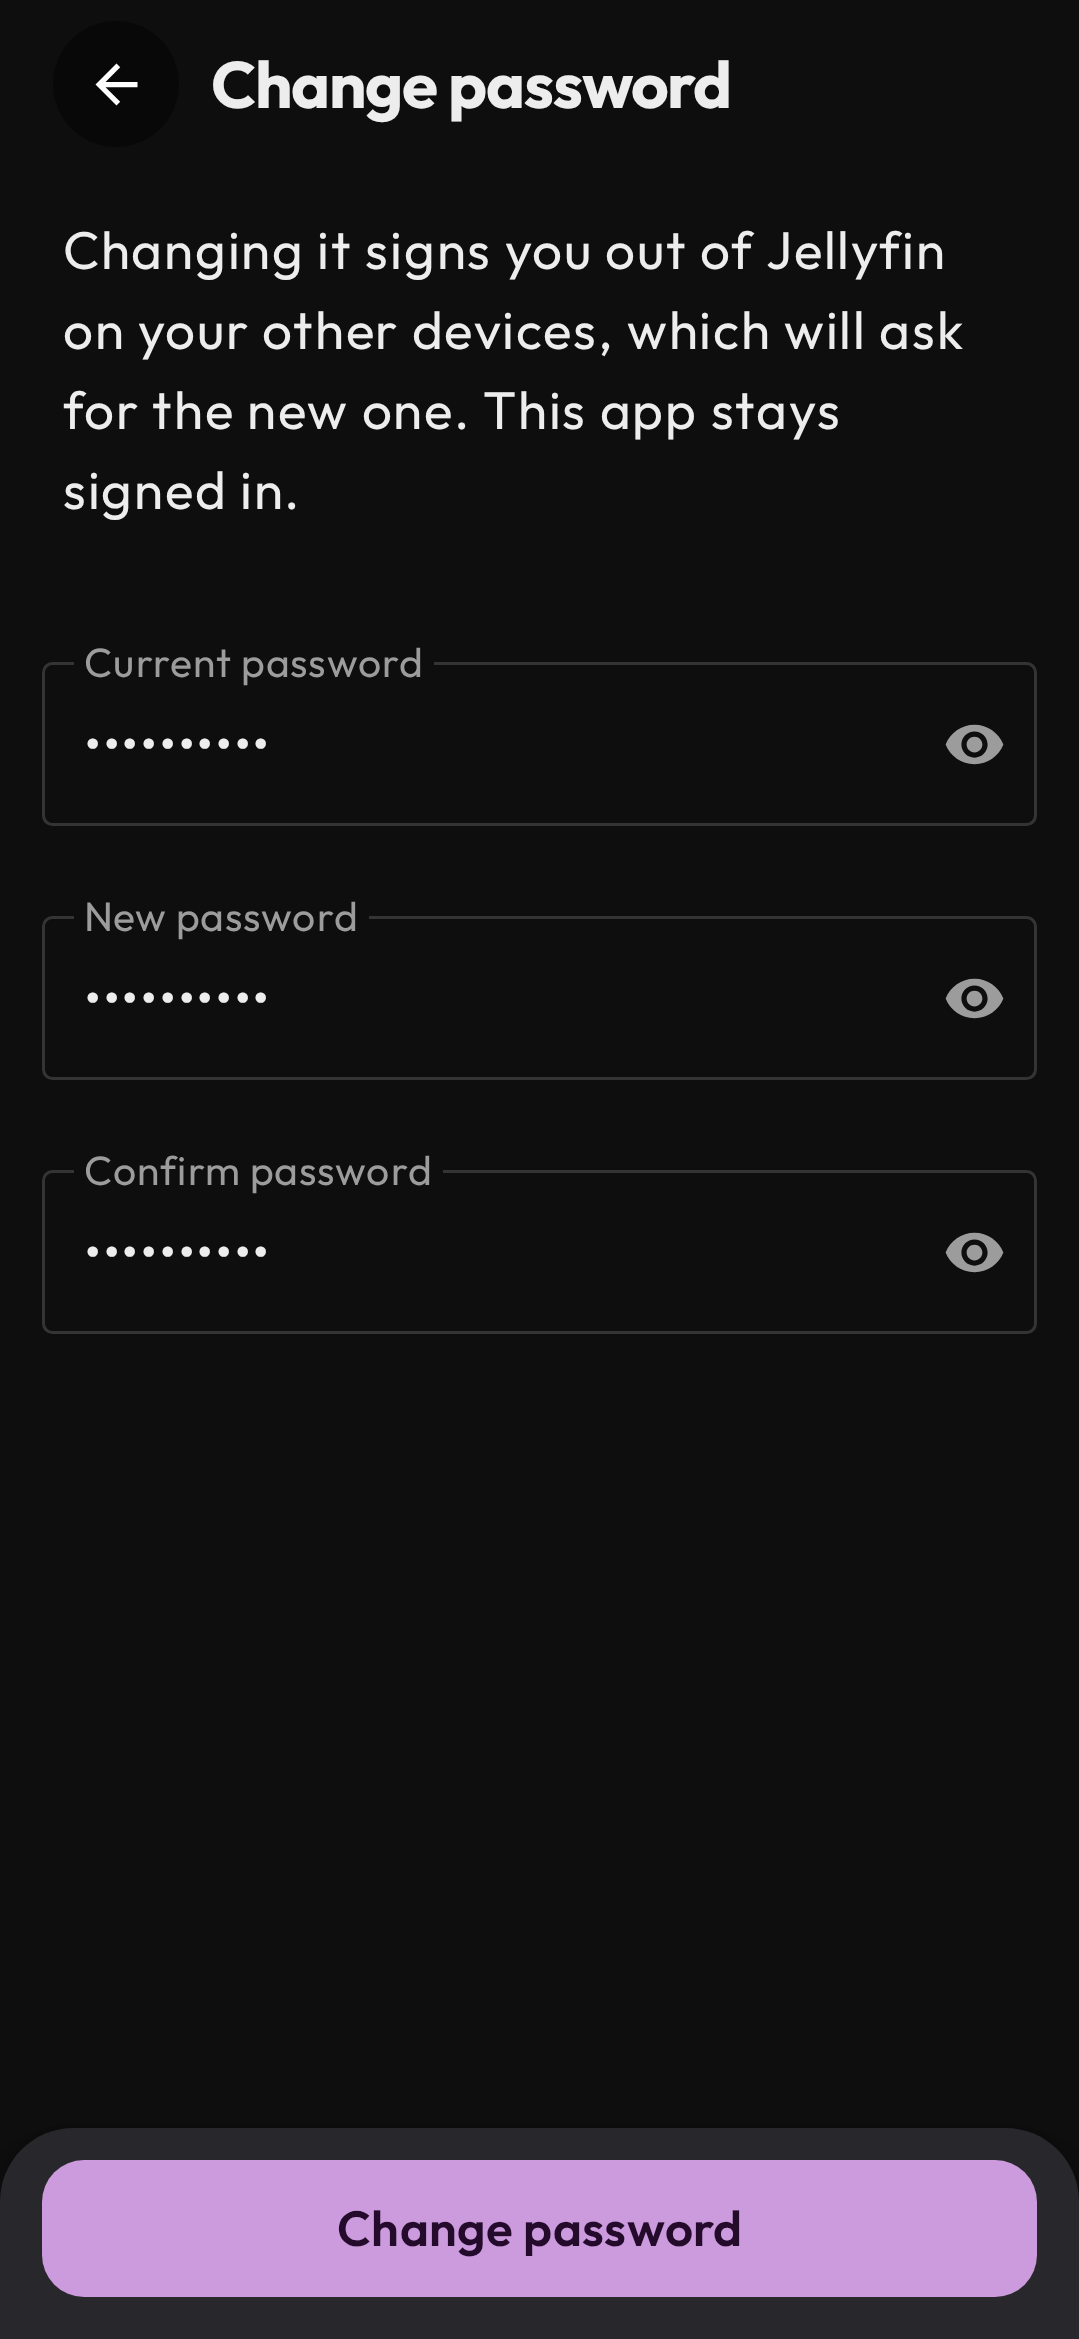 Change password
Changing it signs you out of Jellyfin
on your other devices, which will ask
for the new one. This app stays
signed in.
Current password
••••••••••
New password
••••••••••
Confirm password
••••••••••
Change password